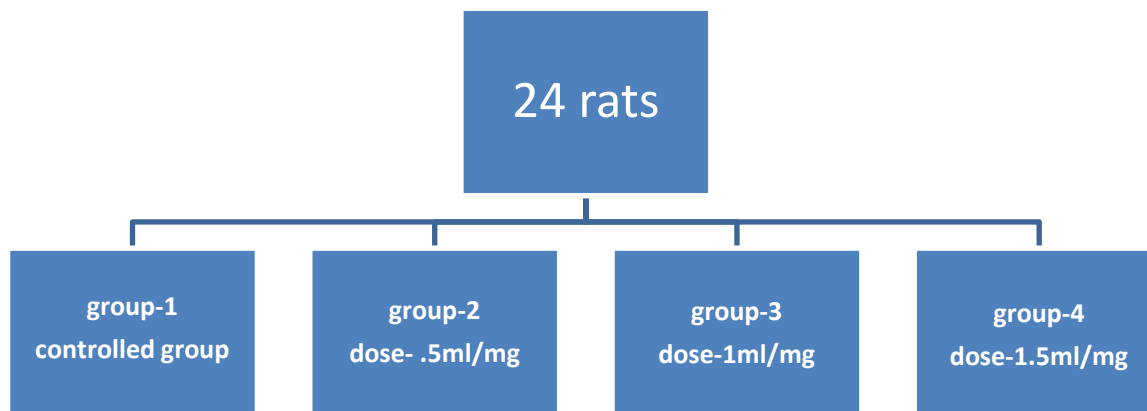 24 rats
group-1
controlled group
group-2
dose- .5ml/mg
group-3
dose-1ml/mg
group-4
dose-1.5ml/mg